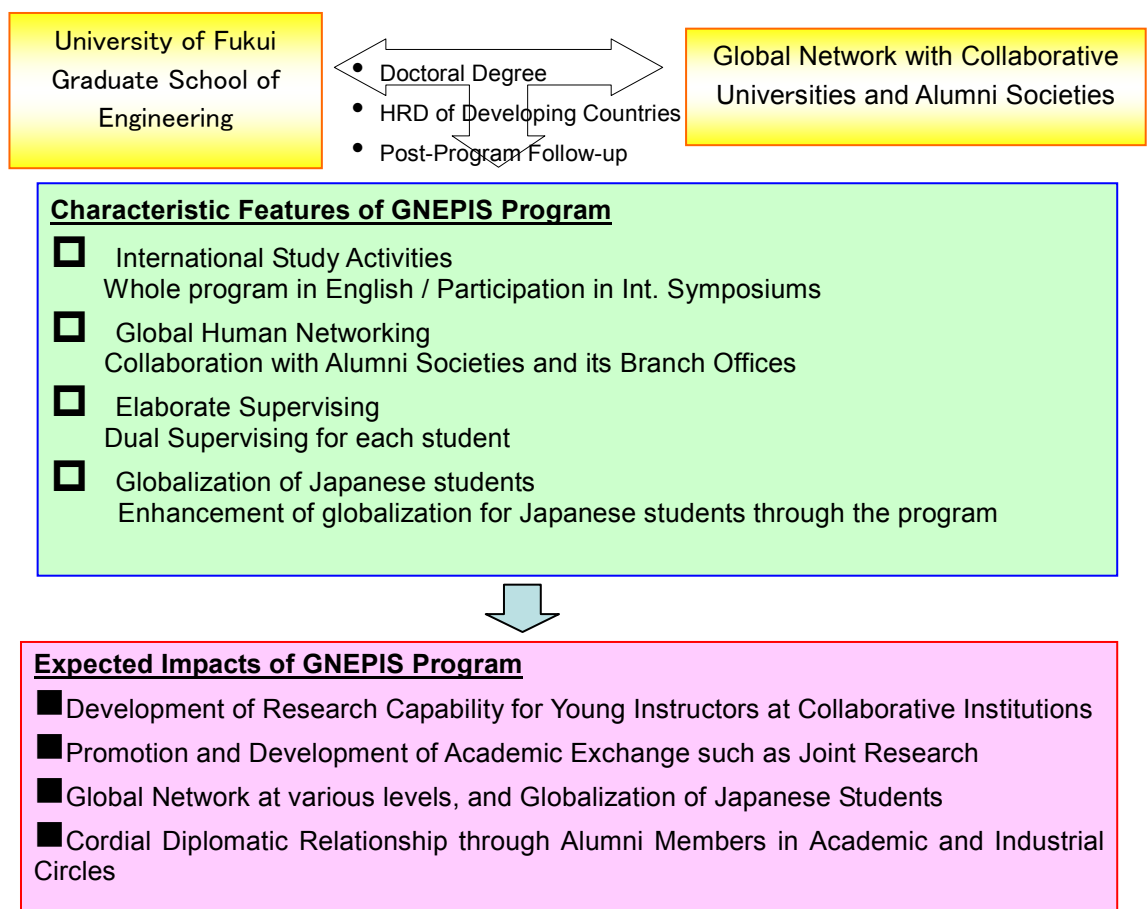 University of Fukui
Graduate School of
Engineering
• Doctoral Degree
• HRD of Developing Countries
• Post-Program Follow-up
Global Network with Collaborative
Universities and Alumni Societies
Characteristic Features of GNEPIS Program
International Study Activities
Whole program in English / Participation in Int. Symposiums
Global Human Networking
Collaboration with Alumni Societies and its Branch Offices
Elaborate Supervising
Dual Supervising for each student
Globalization of Japanese students
Enhancement of globalization for Japanese students through the program
Expected Impacts of GNEPIS Program
■Development of Research Capability for Young Instructors at Collaborative Institutions
■Promotion and Development of Academic Exchange such as Joint Research
■Global Network at various levels, and Globalization of Japanese Students
■Cordial Diplomatic Relationship through Alumni Members in Academic and Industrial
Circles